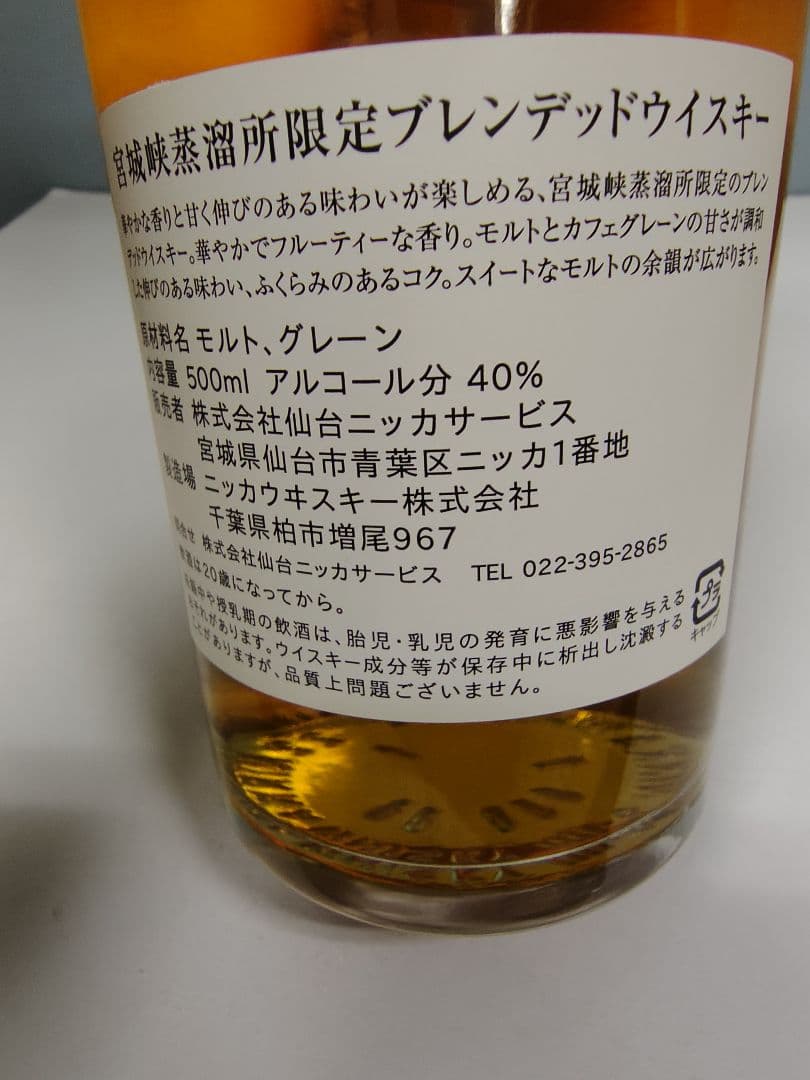 宮城峡蒸溜所限定ブレンデッドウイスキー
華やかな香りと甘く伸びのある味わいが楽しめる、宮城峡蒸溜所限定のブレン
デッドウイスキー。華やかでフルーティーな香り。モルトとカフェグレーンの甘さが調和
した伸びのある味わい、ふくらみのあるコク。スイートなモルトの余韻が広がります。
原材料名 モルト、グレーン
内容量 500ml アルコール分 40%
販売者 株式会社仙台ニッカサービス
宮城県仙台市青葉区ニッカ1番地
製造場 ニッカウヰスキー株式会社
千葉県柏市増尾967
株式会社仙台ニッカサービス TEL 022-395-2865
飲酒は20歳になってから。
中や授乳期の飲酒は、胎児・乳児の発育に悪影響を与える
おそれがあります。ウイスキー成分等が保存中に析出し沈澱する
ことがありますが、品質上問題ございません。
プラ
キャップ